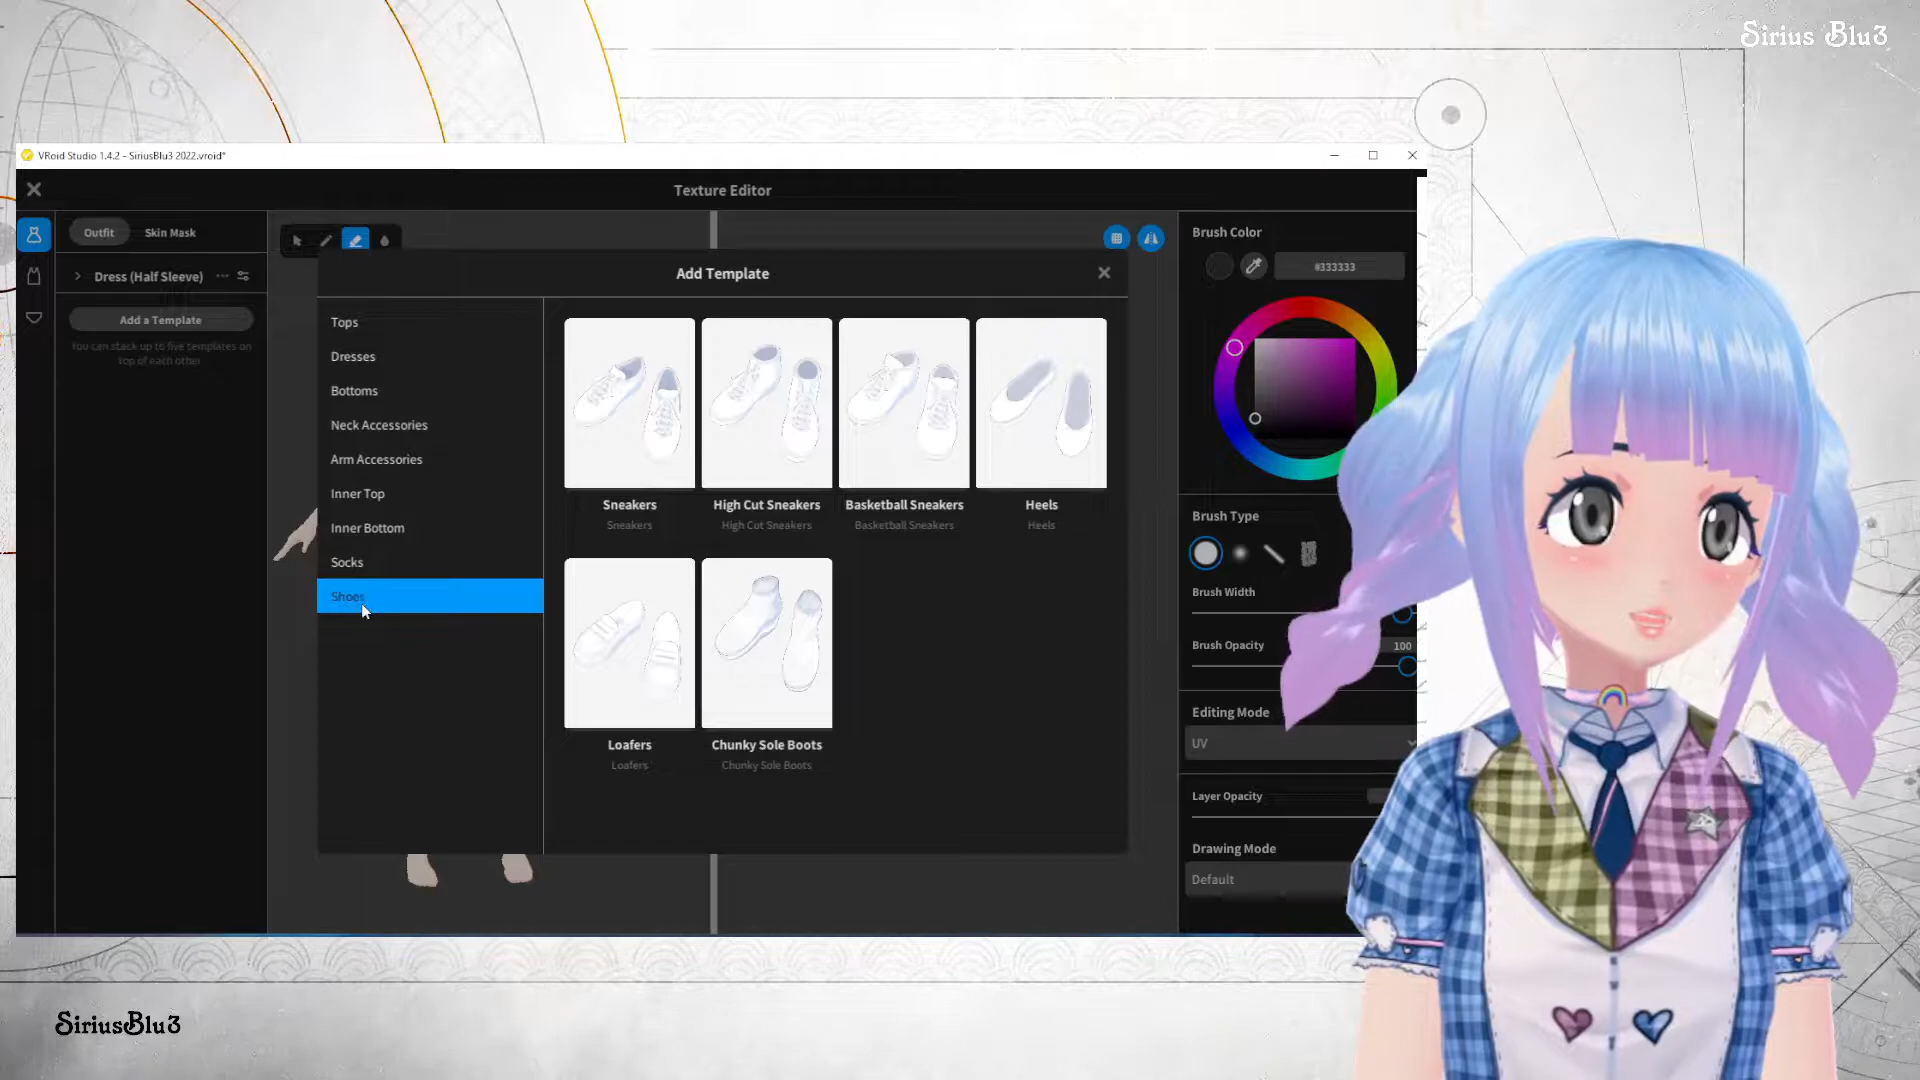 Sirius Blu3
VRoid Studio 1.4.2 - SiriusBlu3 2022.vroid*
Texture Editor
Outfit
Skin Mask
Dress (Half Sleeve)
Add a Template
You can stack up to five templates on
top of each other
Add Template
Tops
Dresses
Bottoms
Neck Accessories
Arm Accessories
Inner Top
Inner Bottom
Socks
Shoes
Sneakers
Sneakers
High Cut Sneakers
High Cut Sneakers
Basketball Sneakers
Basketball Sneakers
Heels
Heels
Loafers
Loafers
Chunky Sole Boots
Chunky Sole Boots
Brush Color
#333333
Brush Type
Brush Width
Brush Opacity
100
Editing Mode
UV
Layer Opacity
Drawing Mode
Default
SiriusBlu3